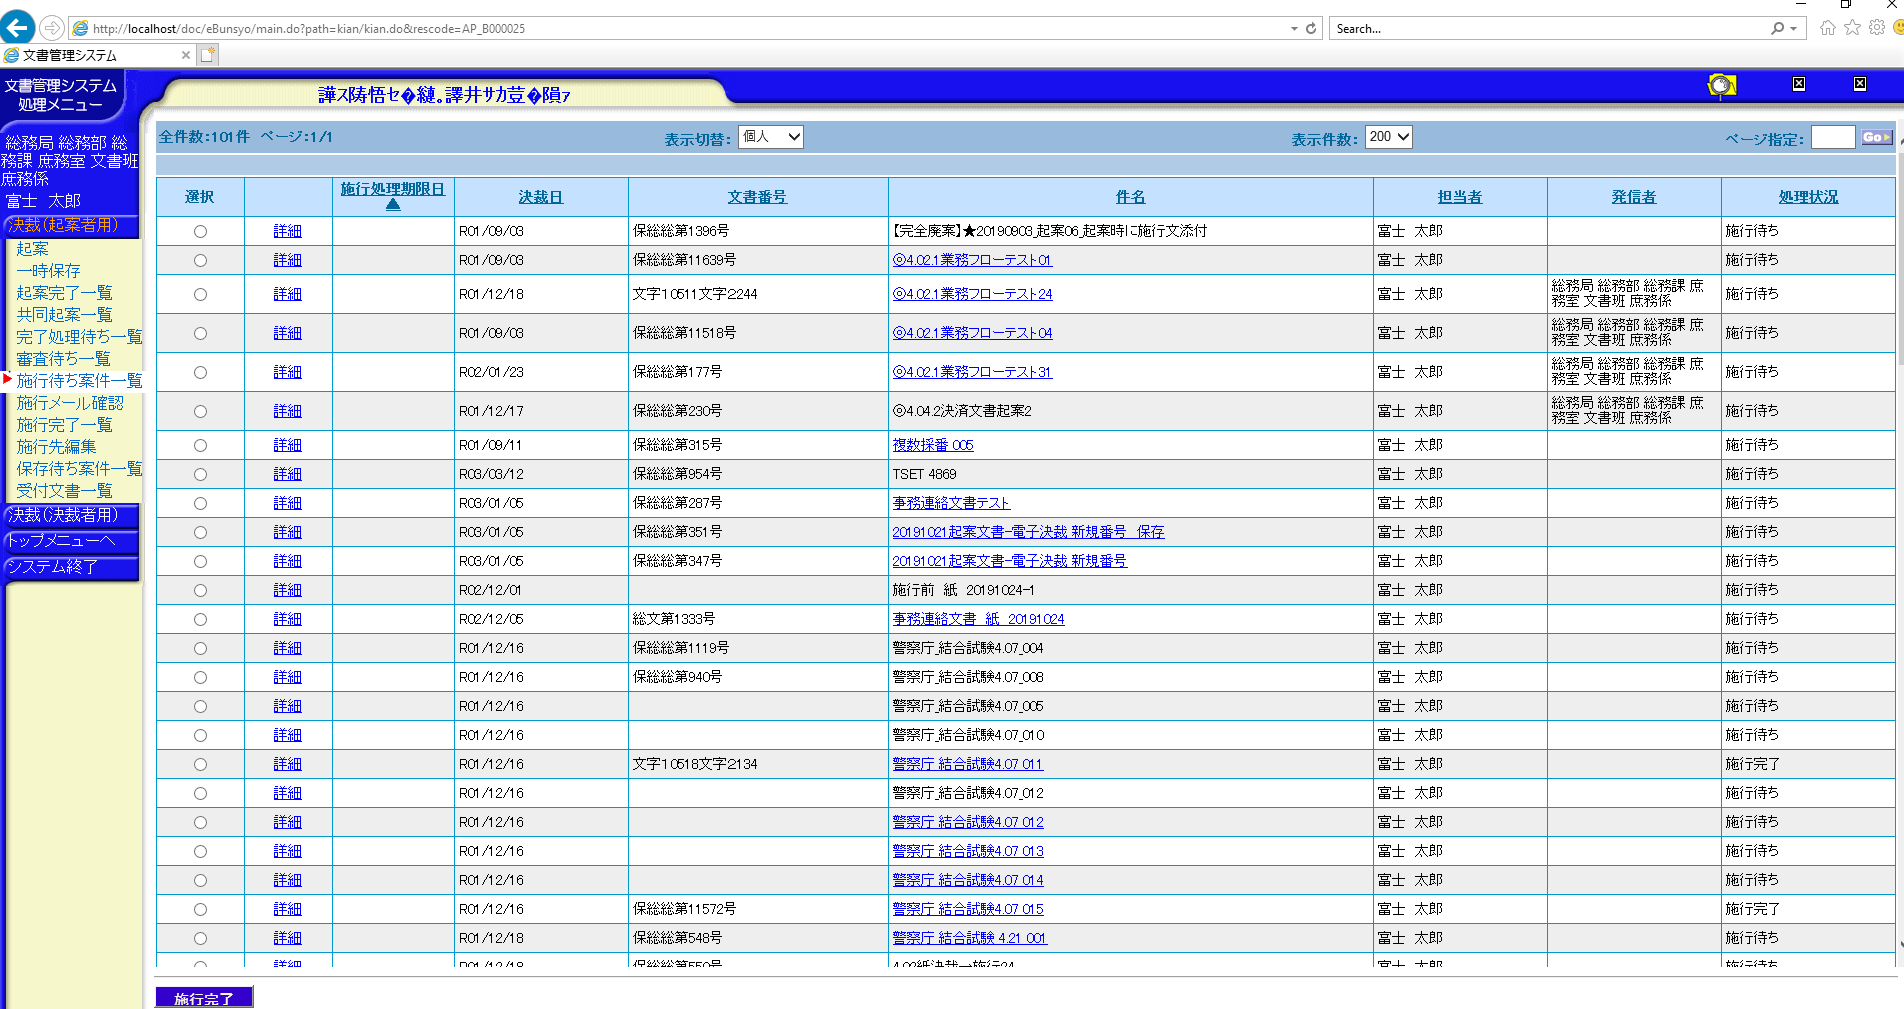 http://localhost/doc/eBunsyo/main.do?path=kian/kian.do&rescode=AP_B000025
Search...
文書管理システム
文書管理システム
処理メニュー
総務局 総務部 総
務課 庶務室 文書班
庶務係
富士 太郎
決裁(起案者用)
起案
一時保存
起案完了一覧
共同起案一覧
完了処理待ち一覧
審査待ち一覧
施行待ち案件一覧
施行メール確認
施行完了一覧
施行先編集
保存待ち案件一覧
受付文書一覧
決裁(決裁者用)
トップメニューへ
システム終了
全件数:101件 ページ:1/1 表示切替: 個人 表示件数: 200 ページ指定: Go
選択 施行処理期限日▲ 決裁日 文書番号 件名 担当者 発信者 処理状況
詳細 R01/09/03 保総総第1396号 【完全廃案】★20190903_起案06_起案時に施行文添付 富士 太郎 施行待ち
詳細 R01/09/03 保総総第11639号 ◎4.02.1業務フローテスト01 富士 太郎 施行待ち
詳細 R01/12/18 文字10511文字2244 ◎4.02.1業務フローテスト24 富士 太郎 総務局 総務部 総務課 庶務室 文書班 庶務係 施行待ち
詳細 R01/09/03 保総総第11518号 ◎4.02.1業務フローテスト04 富士 太郎 総務局 総務部 総務課 庶務室 文書班 庶務係 施行待ち
詳細 R02/01/23 保総総第177号 ◎4.02.1業務フローテスト31 富士 太郎 総務局 総務部 総務課 庶務室 文書班 庶務係 施行待ち
詳細 R01/12/17 保総総第230号 ◎4.04.2決済文書起案2 富士 太郎 総務局 総務部 総務課 庶務室 文書班 庶務係 施行待ち
詳細 R01/09/11 保総総第315号 複数採番 005 富士 太郎 施行待ち
詳細 R03/03/12 保総総第954号 TSET 4869 富士 太郎 施行待ち
詳細 R03/01/05 保総総第287号 事務連絡文書テスト 富士 太郎 施行待ち
詳細 R03/01/05 保総総第351号 20191021起案文書-電子決裁 新規番号 保存 富士 太郎 施行待ち
詳細 R03/01/05 保総総第347号 20191021起案文書-電子決裁 新規番号 富士 太郎 施行待ち
詳細 R02/12/01 施行前 紙 20191024-1 富士 太郎 施行待ち
詳細 R02/12/05 総文第1333号 事務連絡文書 紙 20191024 富士 太郎 施行待ち
詳細 R01/12/16 保総総第1119号 警察庁_結合試験4.07_004 富士 太郎 施行待ち
詳細 R01/12/16 保総総第940号 警察庁_結合試験4.07_008 富士 太郎 施行待ち
詳細 R01/12/16 警察庁_結合試験4.07_005 富士 太郎 施行待ち
詳細 R01/12/16 警察庁_結合試験4.07_010 富士 太郎 施行待ち
詳細 R01/12/16 文字10518文字2134 警察庁_結合試験4.07_011 富士 太郎 施行完了
詳細 R01/12/16 警察庁_結合試験4.07_012 富士 太郎 施行待ち
詳細 R01/12/16 警察庁_結合試験4.07_012 富士 太郎 施行待ち
詳細 R01/12/16 警察庁_結合試験4.07_013 富士 太郎 施行待ち
詳細 R01/12/16 警察庁_結合試験4.07_014 富士 太郎 施行待ち
詳細 R01/12/16 保総総第11572号 警察庁_結合試験4.07_015 富士 太郎 施行完了
詳細 R01/12/18 保総総第548号 警察庁_結合試験_4.21_001 富士 太郎 施行待ち
詳細 R01/12/18 保総総第550号 富士 太郎 施行待ち
施行完了